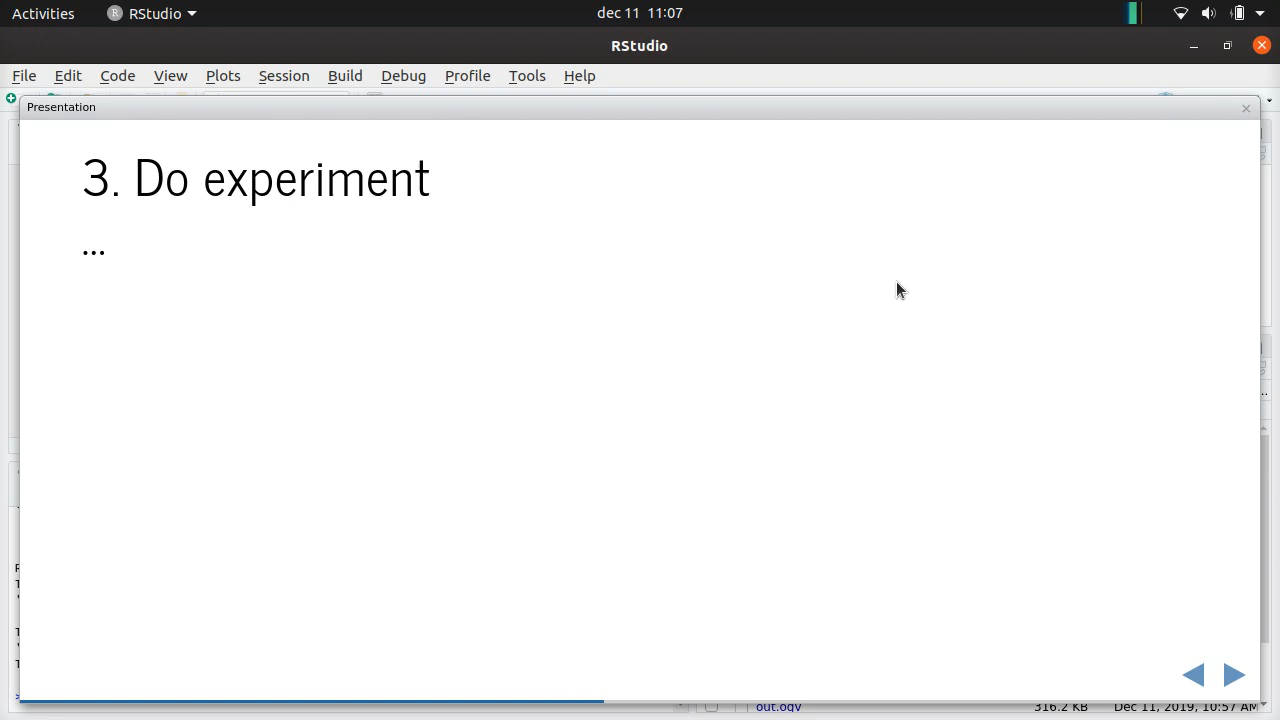 Activities
RStudio
dec 11 11:07
RStudio
File Edit Code View Plots Session Build Debug Profile Tools Help
Presentation
3. Do experiment
...
out.ogv 316.2 KB Dec 11, 2019, 10:57 AM